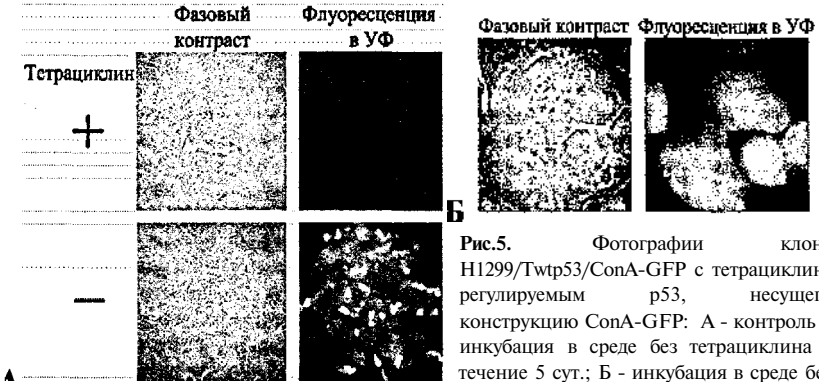 Фазовый контраст
Флуоресценция в УФ
Тетрациклин
+
−
А
Фазовый контраст Флуоресценция в УФ
Б
Рис.5. Фотографии клон
H1299/Twtp53/ConA-GFP с тетрациклин
регулируемым p53, несущег
конструкцию ConA-GFP: А - контроль
инкубация в среде без тетрациклина
течение 5 сут.; Б - инкубация в среде бе